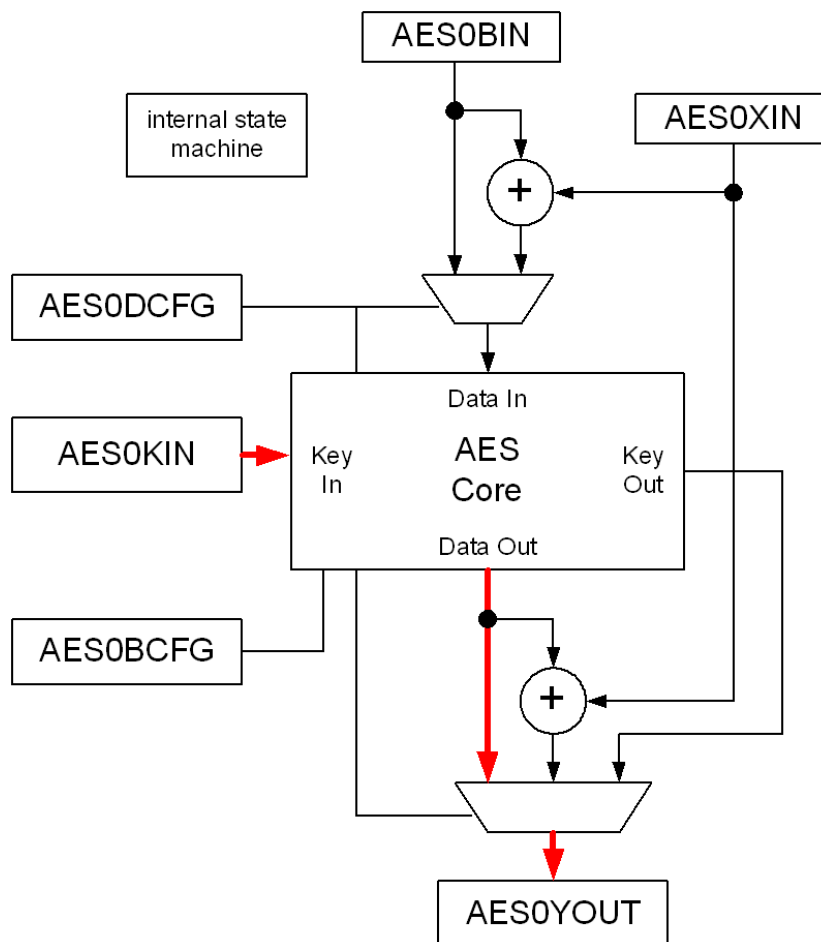 AES0BIN
internal state
machine
AES0XIN
+
AES0DCFG
Data In
AES0KIN
Key
In
AES
Core
Key
Out
Data Out
AES0BCFG
+
AES0YOUT